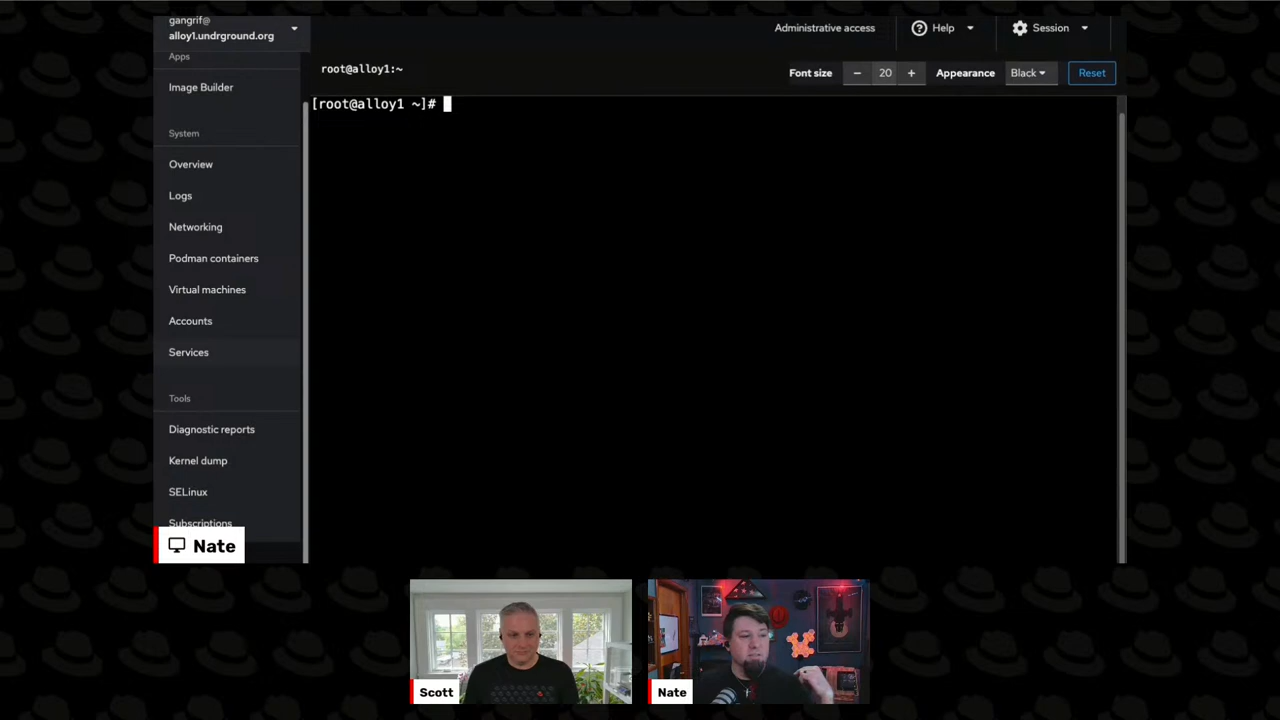 gangrif@
alloy1.undrground.org
Administrative access
Help
Session
Apps
Image Builder
System
Overview
Logs
Networking
Podman containers
Virtual machines
Accounts
Services
Tools
Diagnostic reports
Kernel dump
SELinux
Subscriptions
root@alloy1:~
Font size
20
Appearance
Black
Reset
[root@alloy1 ~]#
Nate
Scott
Nate